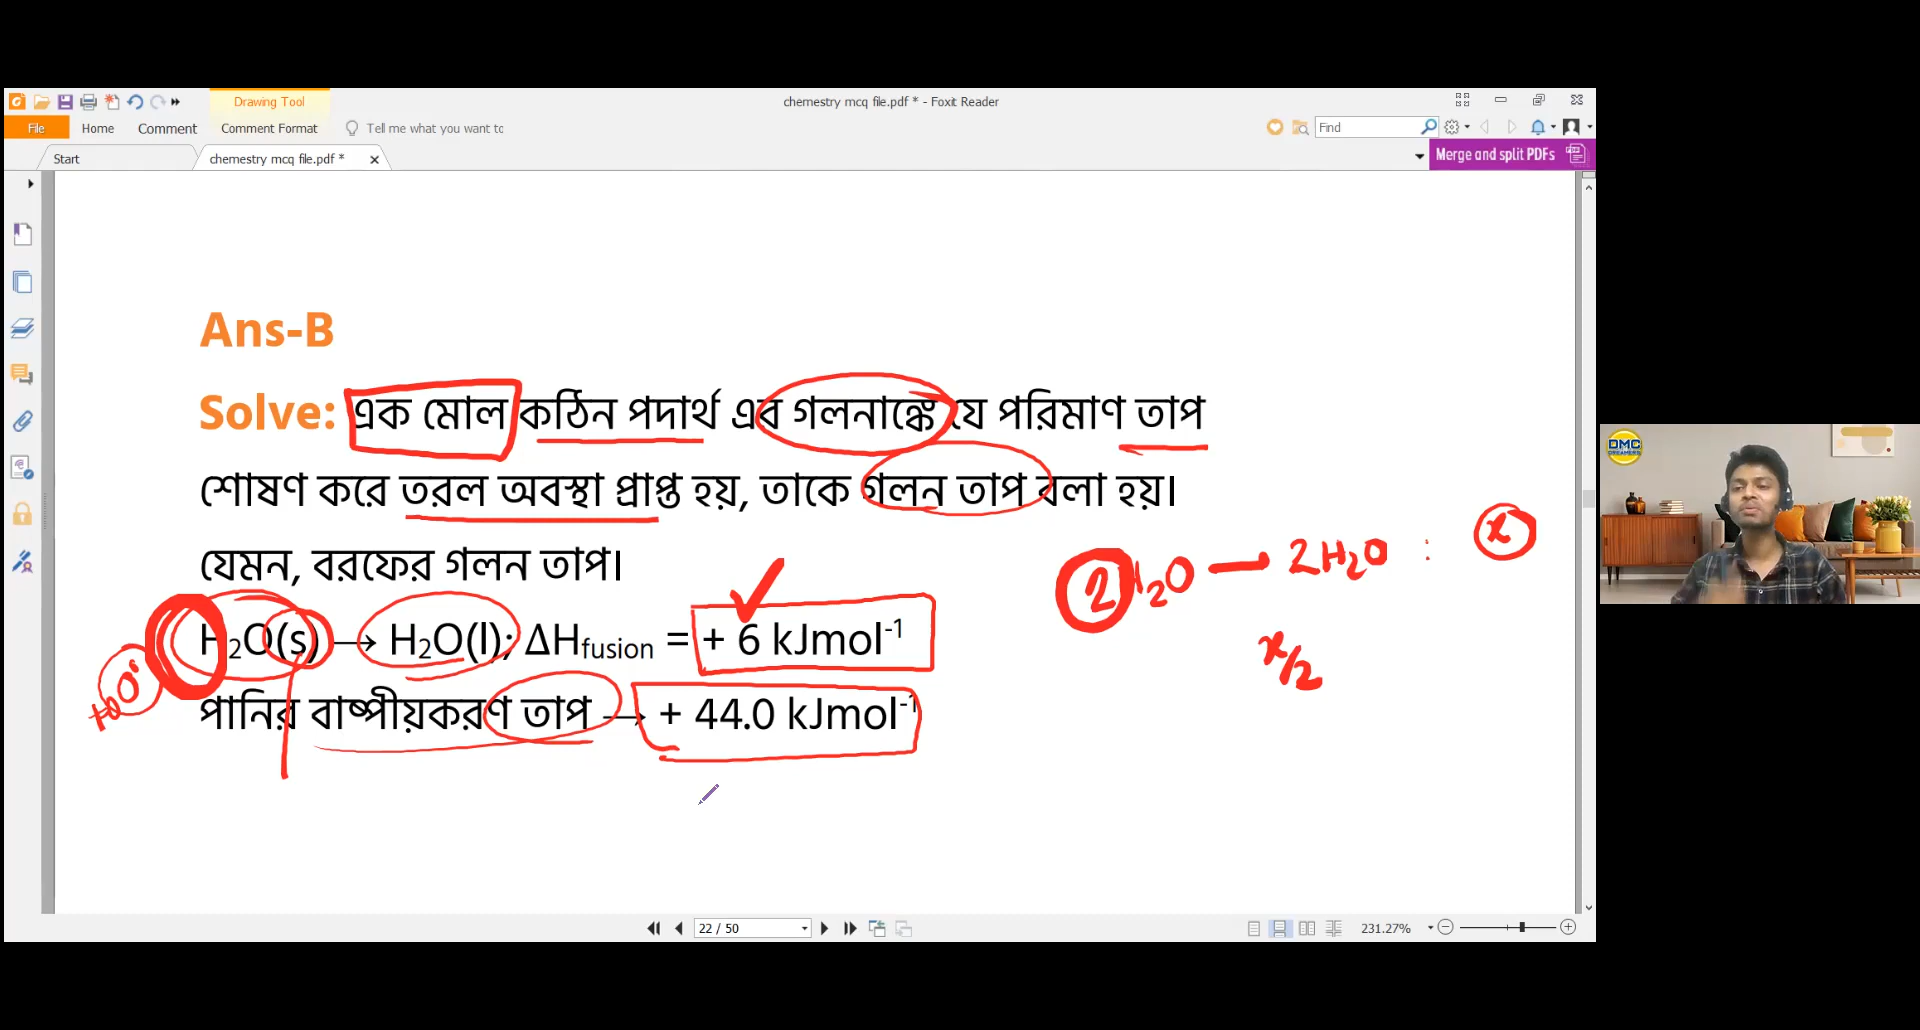 chemestry mcq file.pdf * - Foxit Reader
Drawing Tool
File Home Comment Comment Format Tell me what you want to Find
Start chemestry mcq file.pdf * Merge and split PDFs
Ans-B
Solve: এক মোল কঠিন পদার্থ এর গলনাঙ্কে যে পরিমাণ তাপ
শোষণ করে তরল অবস্থা প্রাপ্ত হয়, তাকে গলন তাপ বলা হয়।
যেমন, বরফের গলন তাপ।
H₂O(s) → H₂O(l); ΔHfusion = + 6 kJmol⁻¹
পানির বাষ্পীয়করণ তাপ → + 44.0 kJmol⁻¹
2H₂O → 2H₂O : x
x/2
DMC
DREAMERS
22 / 50
231.27%